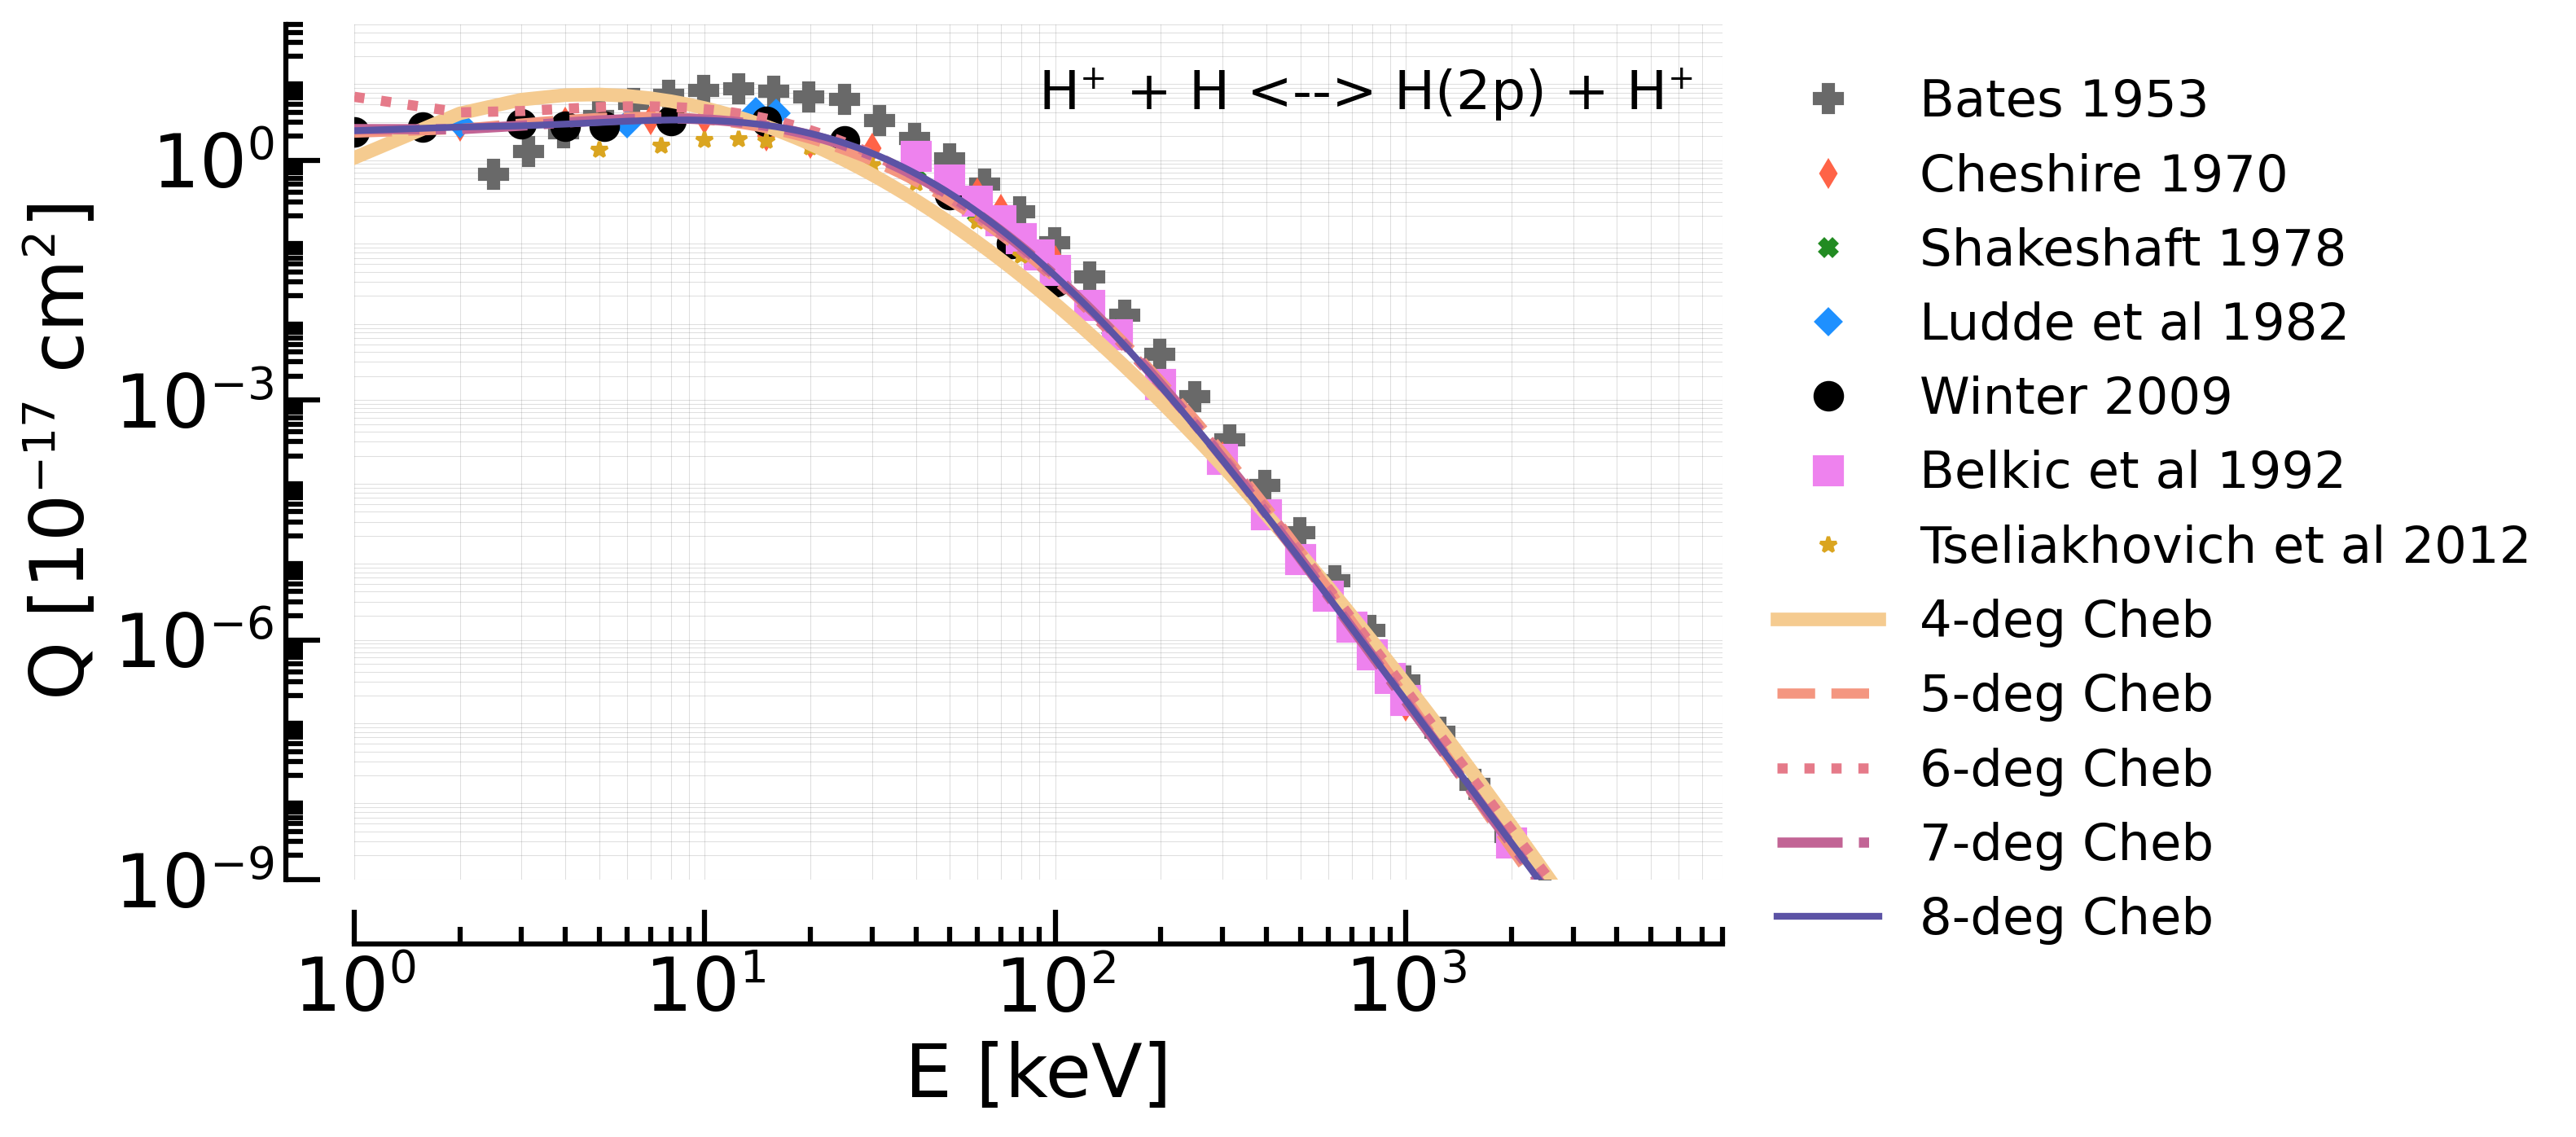 H⁺ + H <--> H(2p) + H⁺
Q [10⁻¹⁷ cm²]
10⁰
10⁻³
10⁻⁶
10⁻⁹
10⁰ 10¹ 10² 10³
E [keV]
Bates 1953
Cheshire 1970
Shakeshaft 1978
Ludde et al 1982
Winter 2009
Belkic et al 1992
Tseliakhovich et al 2012
4-deg Cheb
5-deg Cheb
6-deg Cheb
7-deg Cheb
8-deg Cheb